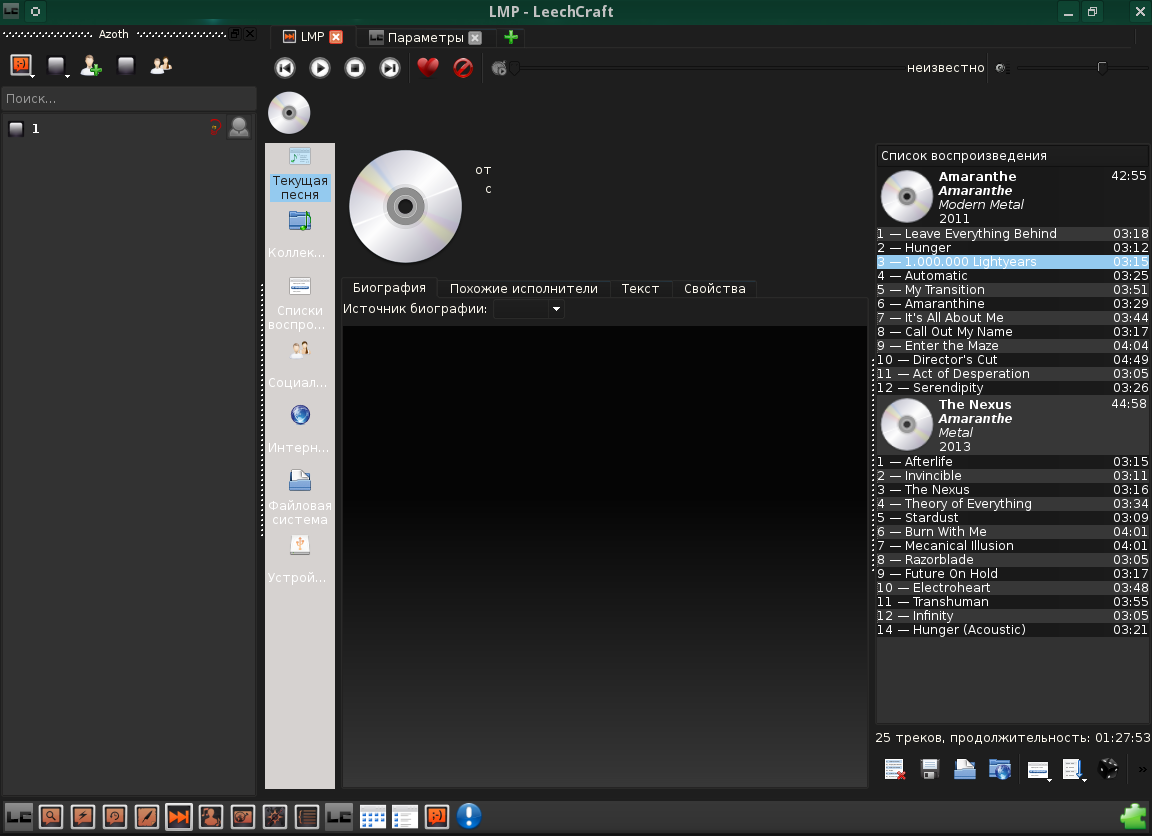 LMP - LeechCraft
Azoth
LMP
Параметры
Поиск...
неизвестно
1
Текущая
песня
Коллек...
Списки
воспро...
Социал...
Интерн...
Файловая
система
Устрой...
от
с
Биография
Похожие исполнители
Текст
Свойства
Источник биографии:
Список воспроизведения
Amaranthe 42:55
Amaranthe
Modern Metal
2011
1 — Leave Everything Behind 03:18
2 — Hunger 03:12
3 — 1.000.000 Lightyears 03:15
4 — Automatic 03:25
5 — My Transition 03:51
6 — Amaranthine 03:29
7 — It's All About Me 03:44
8 — Call Out My Name 03:17
9 — Enter the Maze 04:04
10 — Director's Cut 04:49
11 — Act of Desperation 03:05
12 — Serendipity 03:26
The Nexus 44:58
Amaranthe
Metal
2013
1 — Afterlife 03:15
2 — Invincible 03:11
3 — The Nexus 03:16
4 — Theory of Everything 03:34
5 — Stardust 03:09
6 — Burn With Me 04:01
7 — Mecanical Illusion 04:01
8 — Razorblade 03:05
9 — Future On Hold 03:17
10 — Electroheart 03:48
11 — Transhuman 03:55
12 — Infinity 03:05
14 — Hunger (Acoustic) 03:21
25 треков, продолжительность: 01:27:53